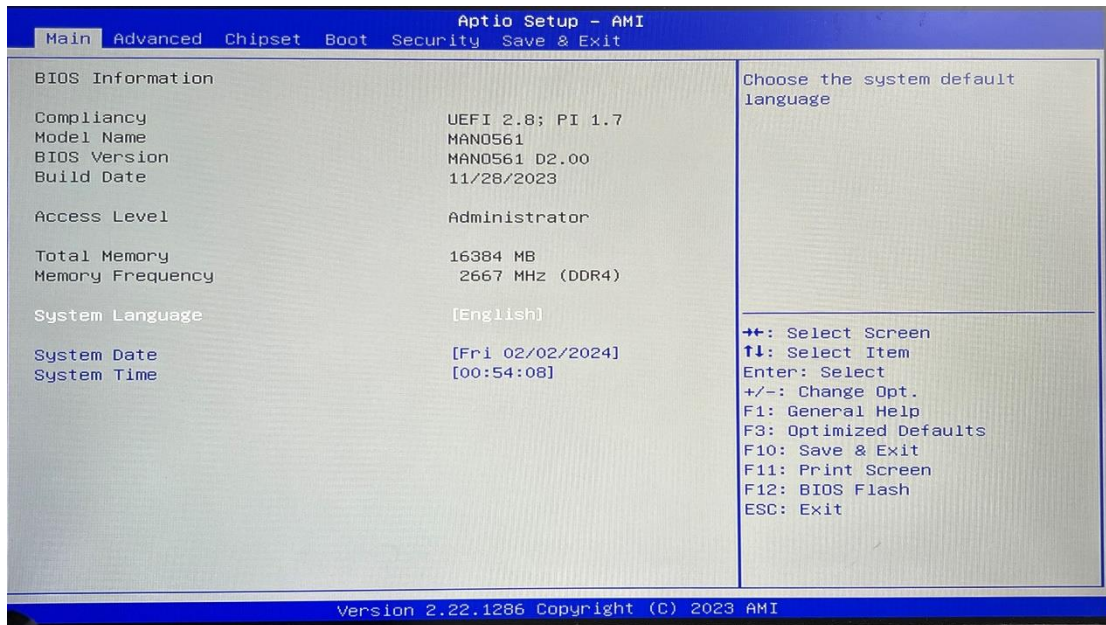 Aptio Setup – AMI
Main Advanced Chipset Boot Security Save & Exit
BIOS Information
Compliancy UEFI 2.8; PI 1.7
Model Name MANO561
BIOS Version MANO561 D2.00
Build Date 11/28/2023
Access Level Administrator
Total Memory 16384 MB
Memory Frequency 2667 MHz (DDR4)
System Language [English]
System Date [Fri 02/02/2024]
System Time [00:54:08]
Choose the system default
language
→←: Select Screen
↑↓: Select Item
Enter: Select
+/-: Change Opt.
F1: General Help
F3: Optimized Defaults
F10: Save & Exit
F11: Print Screen
F12: BIOS Flash
ESC: Exit
Version 2.22.1286 Copyright (C) 2023 AMI